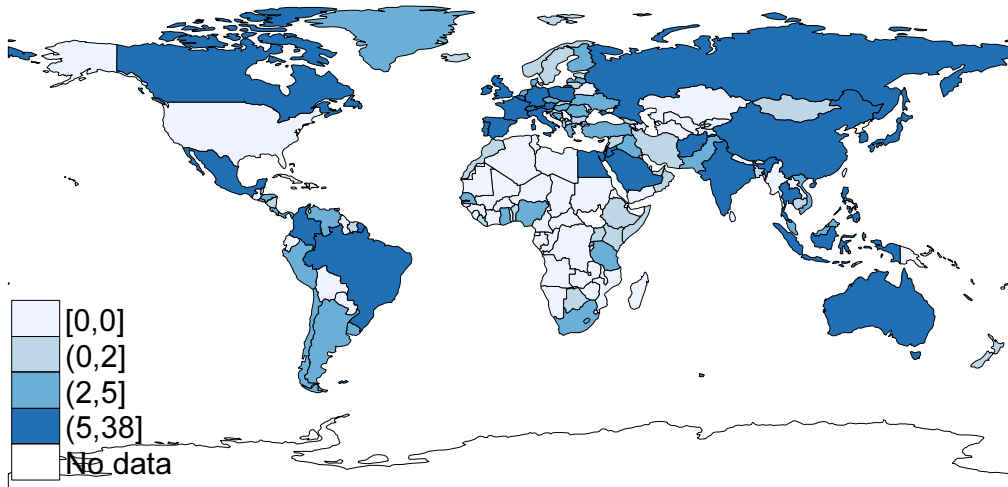 [0,0]
(0,2]
(2,5]
(5,38]
No data